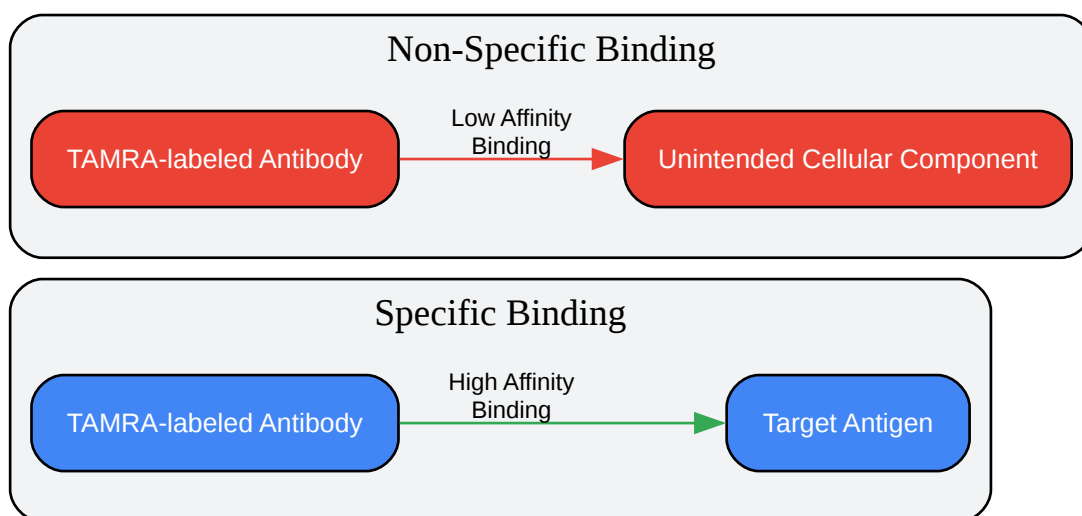 Non-Specific Binding
TAMRA-labeled Antibody
Low Affinity
Binding
Unintended Cellular Component
Specific Binding
TAMRA-labeled Antibody
High Affinity
Binding
Target Antigen